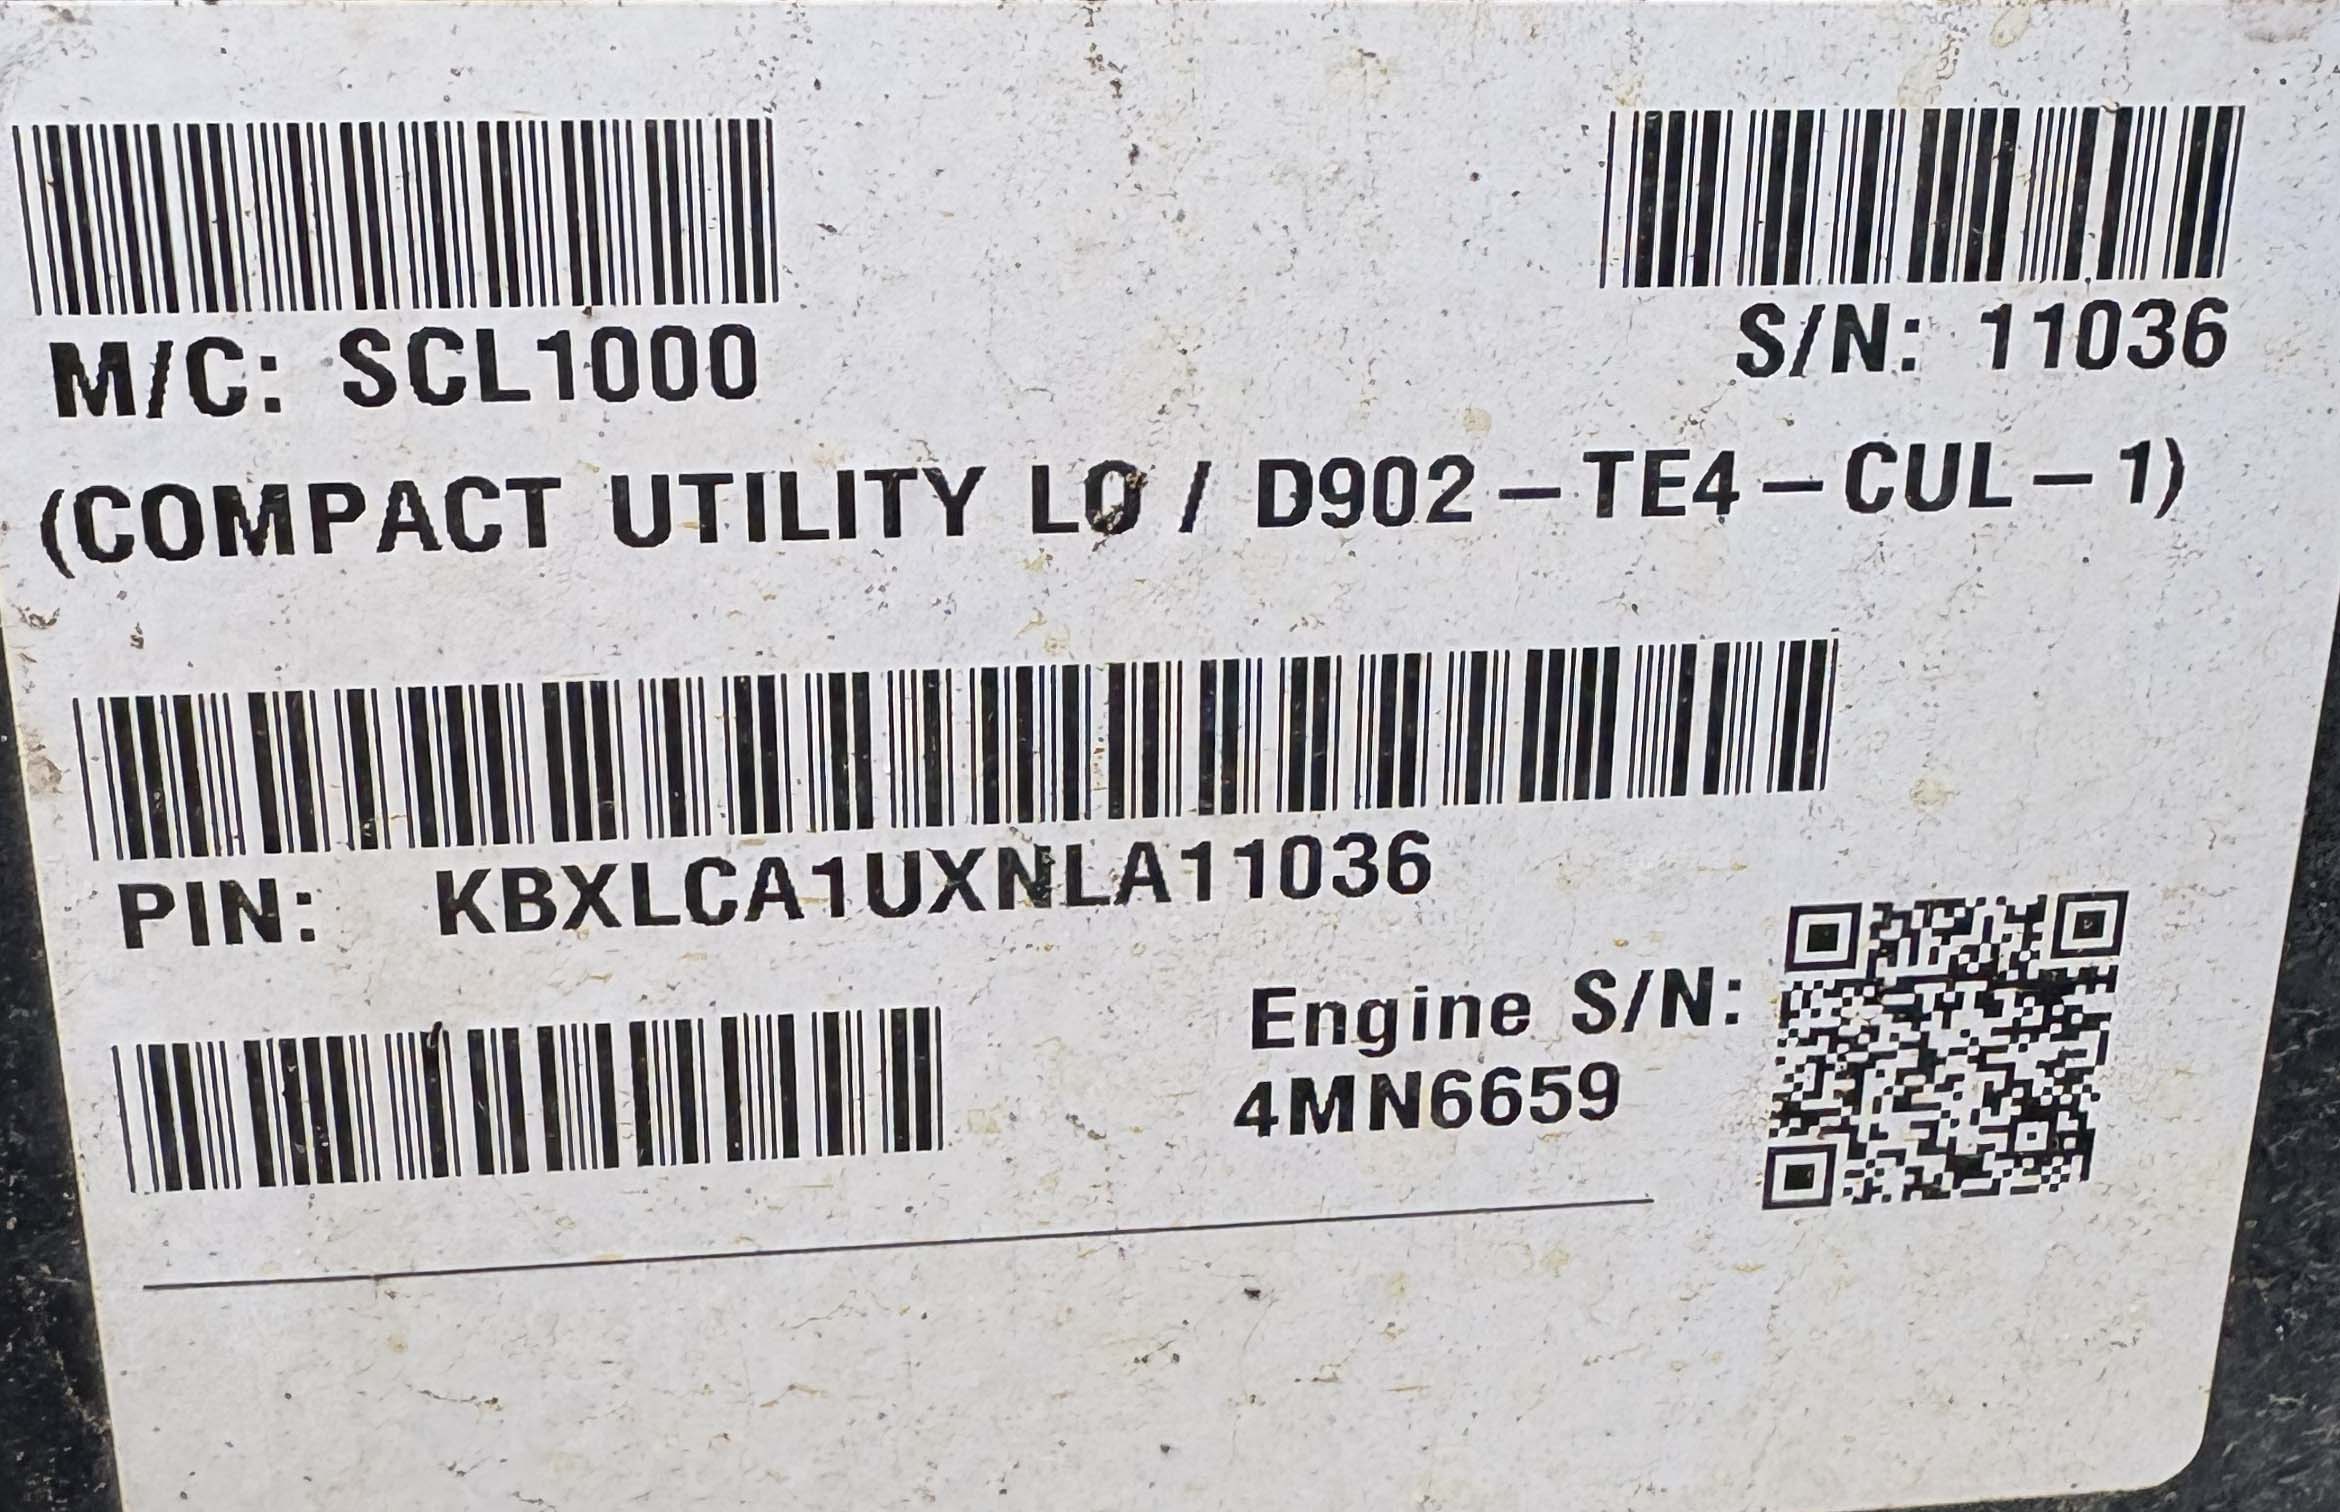 M/C: SCL1000
S/N: 11036
(COMPACT UTILITY LO / D902-TE4-CUL-1)
PIN: KBXLCA1UXNLA11036
Engine S/N:
4MN6659